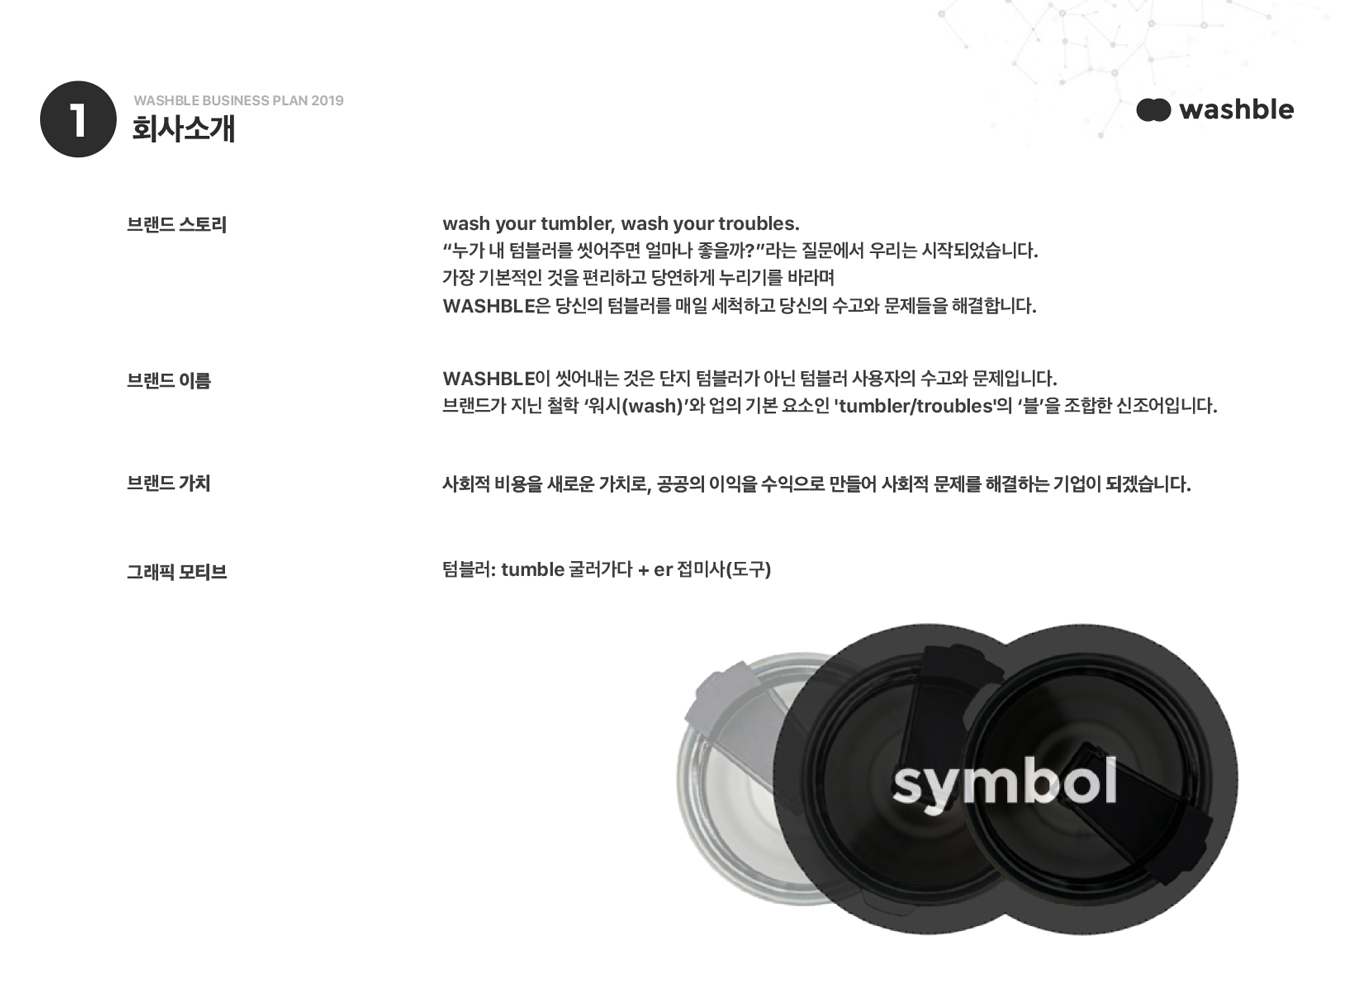 1
WASHBLE BUSINESS PLAN 2019
회사소개
washble
브랜드 스토리
wash your tumbler, wash your troubles.
“누가 내 텀블러를 씻어주면 얼마나 좋을까?”라는 질문에서 우리는 시작되었습니다.
가장 기본적인 것을 편리하고 당연하게 누리기를 바라며
WASHBLE은 당신의 텀블러를 매일 세척하고 당신의 수고와 문제들을 해결합니다.
브랜드 이름
WASHBLE이 씻어내는 것은 단지 텀블러가 아닌 텀블러 사용자의 수고와 문제입니다.
브랜드가 지닌 철학 ‘워시(wash)’와 업의 기본 요소인 'tumbler/troubles'의 ‘블’을 조합한 신조어입니다.
브랜드 가치
사회적 비용을 새로운 가치로, 공공의 이익을 수익으로 만들어 사회적 문제를 해결하는 기업이 되겠습니다.
그래픽 모티브
텀블러: tumble 굴러가다 + er 접미사(도구)
symbol